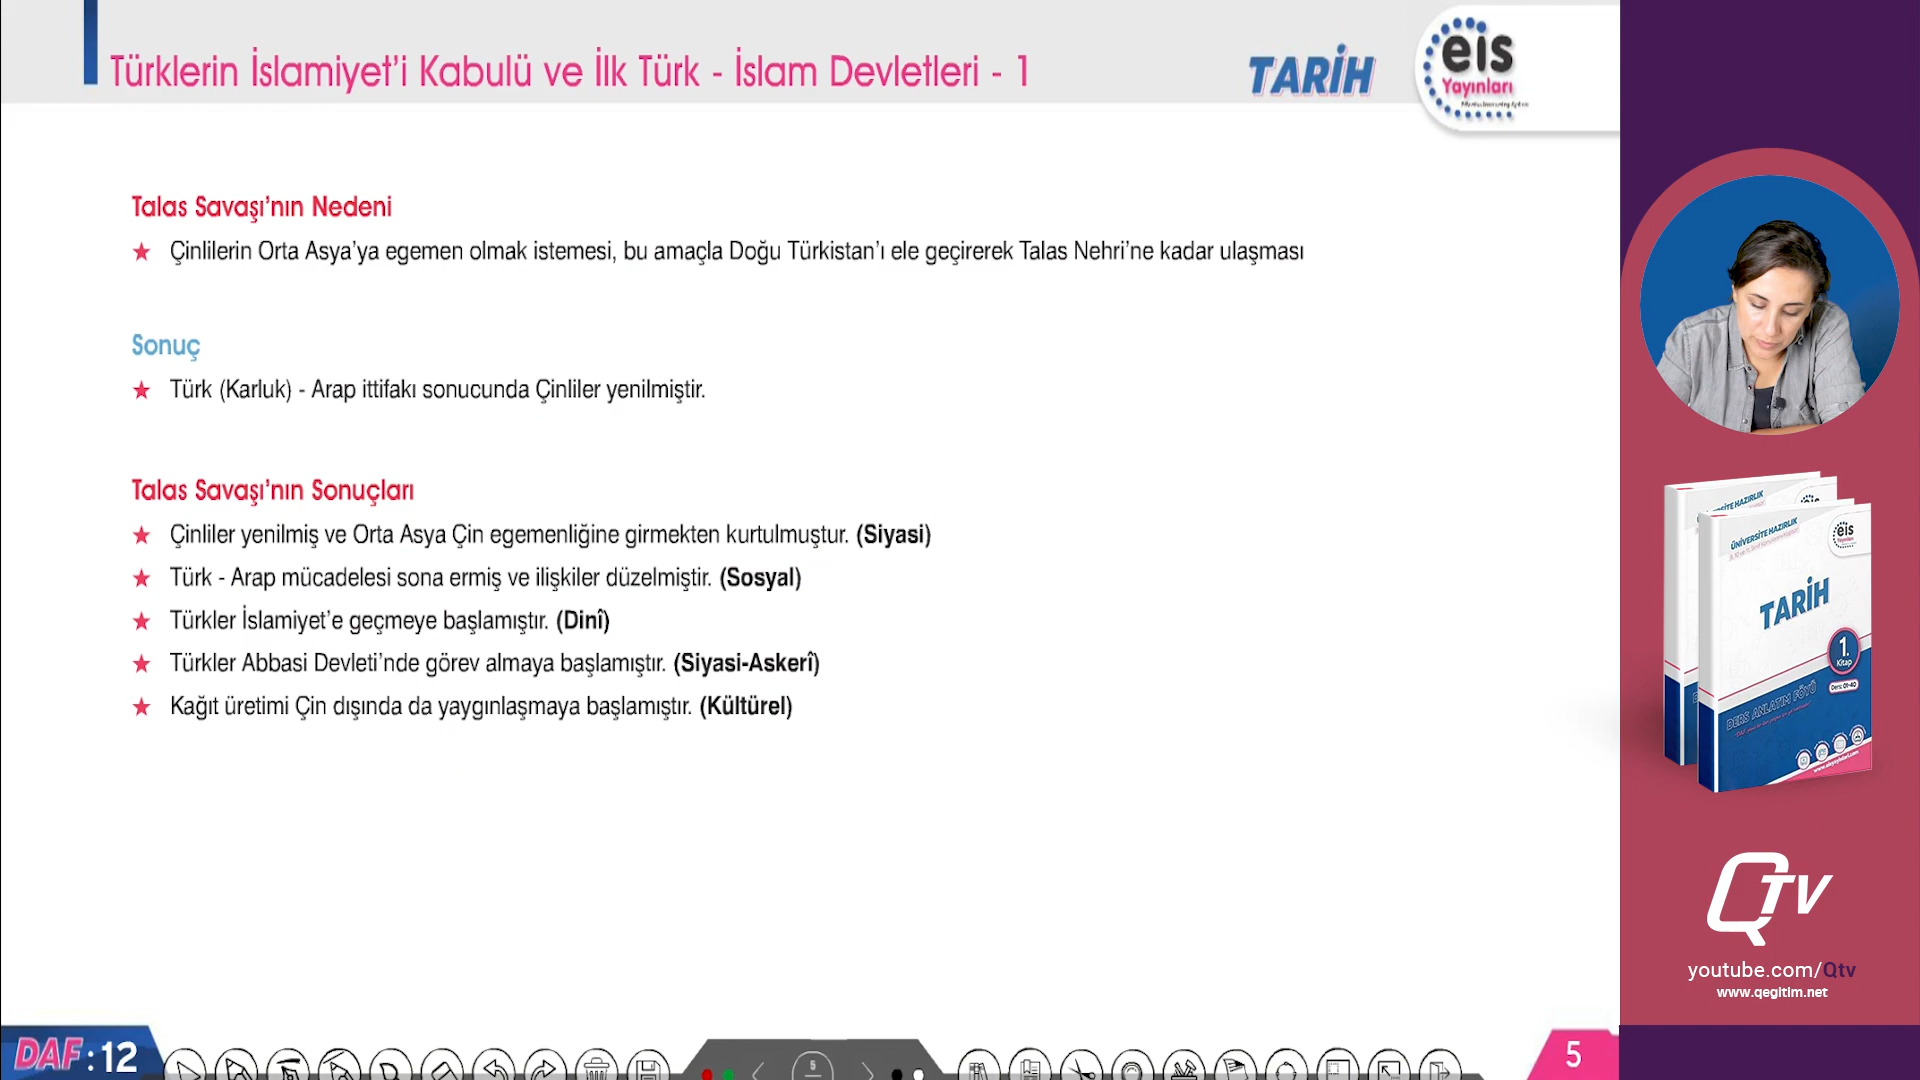 Türklerin İslamiyet'i Kabulü ve İlk Türk - İslam Devletleri - 1
TARİH
eis
Yayınları
Talas Savaşı'nın Nedeni
★ Çinlilerin Orta Asya'ya egemen olmak istemesi, bu amaçla Doğu Türkistan'ı ele geçirerek Talas Nehri'ne kadar ulaşması
Sonuç
★ Türk (Karluk) - Arap ittifakı sonucunda Çinliler yenilmiştir.
Talas Savaşı'nın Sonuçları
★ Çinliler yenilmiş ve Orta Asya Çin egemenliğine girmekten kurtulmuştur. (Siyasi)
★ Türk - Arap mücadelesi sona ermiş ve ilişkiler düzelmiştir. (Sosyal)
★ Türkler İslamiyet'e geçmeye başlamıştır. (Dinî)
★ Türkler Abbasi Devleti'nde görev almaya başlamıştır. (Siyasi-Askerî)
★ Kağıt üretimi Çin dışında da yaygınlaşmaya başlamıştır. (Kültürel)
ÜNİVERSİTE HAZIRLIK
eis
TARİH
1.
Kitap
Ders: 01-40
DERS ANLATIM FÖYÜ
QTV
youtube.com/Qtv
www.qegitim.net
DAF : 12
5
5